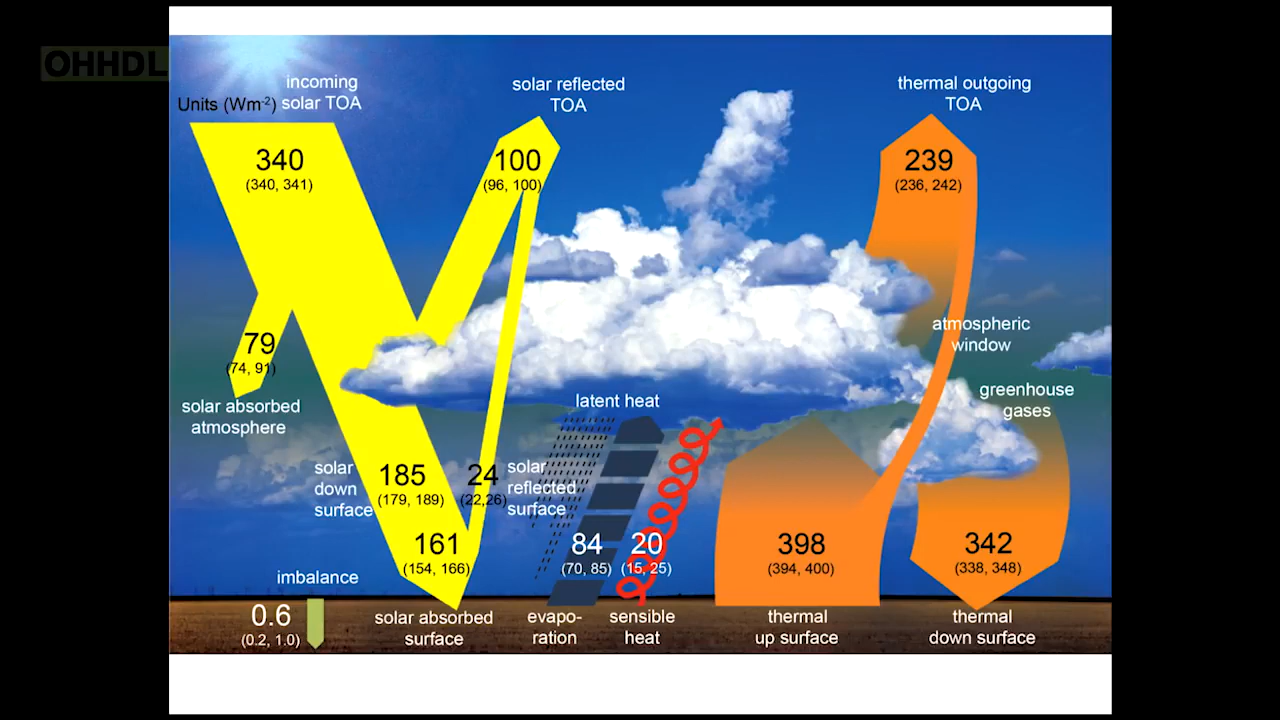 OHHDL
incoming
solar TOA
Units (Wm-2)
340
(340, 341)
solar reflected
TOA
100
(96, 100)
thermal outgoing
TOA
239
(236, 242)
79
(74, 91)
solar absorbed
atmosphere
atmospheric
window
greenhouse
gases
latent heat
solar
down
surface
185
(179, 189)
24
(22,26)
solar
reflected
surface
161
(154, 166)
84
(70, 85)
20
(15, 25)
398
(394, 400)
342
(338, 348)
imbalance
0.6
(0.2, 1.0)
solar absorbed
surface
evapo-
ration
sensible
heat
thermal
up surface
thermal
down surface